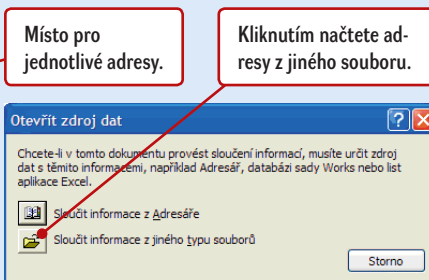 Místo pro
jednotlivé adresy.
Kliknutím načtete ad-
resy z jiného souboru.
Otevřít zdroj dat
Chcete-li v tomto dokumentu provést sloučení informací, musíte určit zdroj
dat s těmito informacemi, například Adresář, databázi sady Works nebo list
aplikace Excel.
Sloučit informace z Adresáře
Sloučit informace z jiného typu souborů
Storno